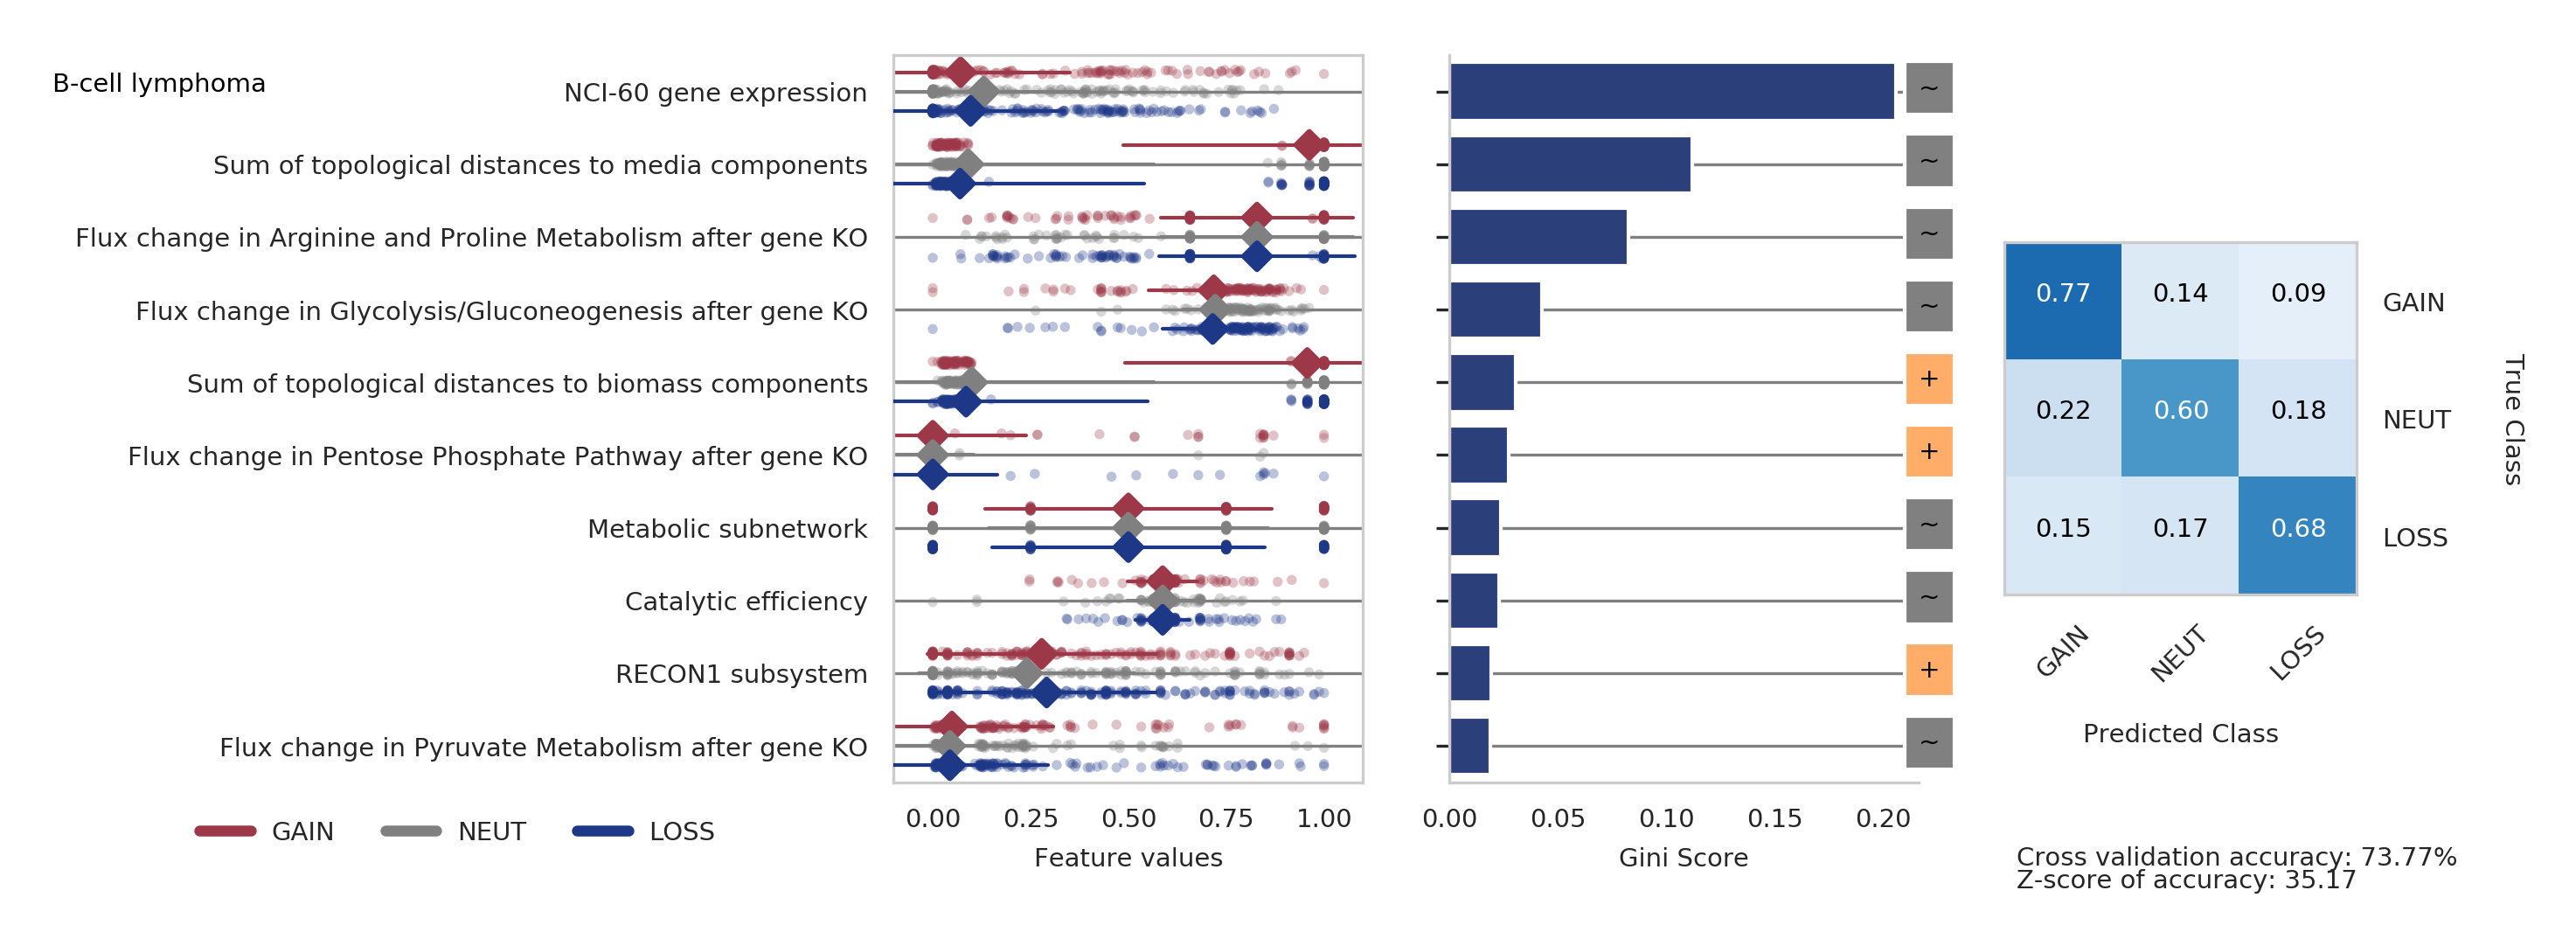 B-cell lymphoma
NCI-60 gene expression
Sum of topological distances to media components
Flux change in Arginine and Proline Metabolism after gene KO
Flux change in Glycolysis/Gluconeogenesis after gene KO
Sum of topological distances to biomass components
Flux change in Pentose Phosphate Pathway after gene KO
Metabolic subnetwork
Catalytic efficiency
RECON1 subsystem
Flux change in Pyruvate Metabolism after gene KO
GAIN NEUT LOSS
0.00 0.25 0.50 0.75 1.00
Feature values
~
~
~
~
+
+
~
~
+
~
0.00 0.05 0.10 0.15 0.20
Gini Score
0.77 0.14 0.09 GAIN
0.22 0.60 0.18 NEUT
0.15 0.17 0.68 LOSS
True Class
GAIN NEUT LOSS
Predicted Class
Cross validation accuracy: 73.77%
Z-score of accuracy: 35.17